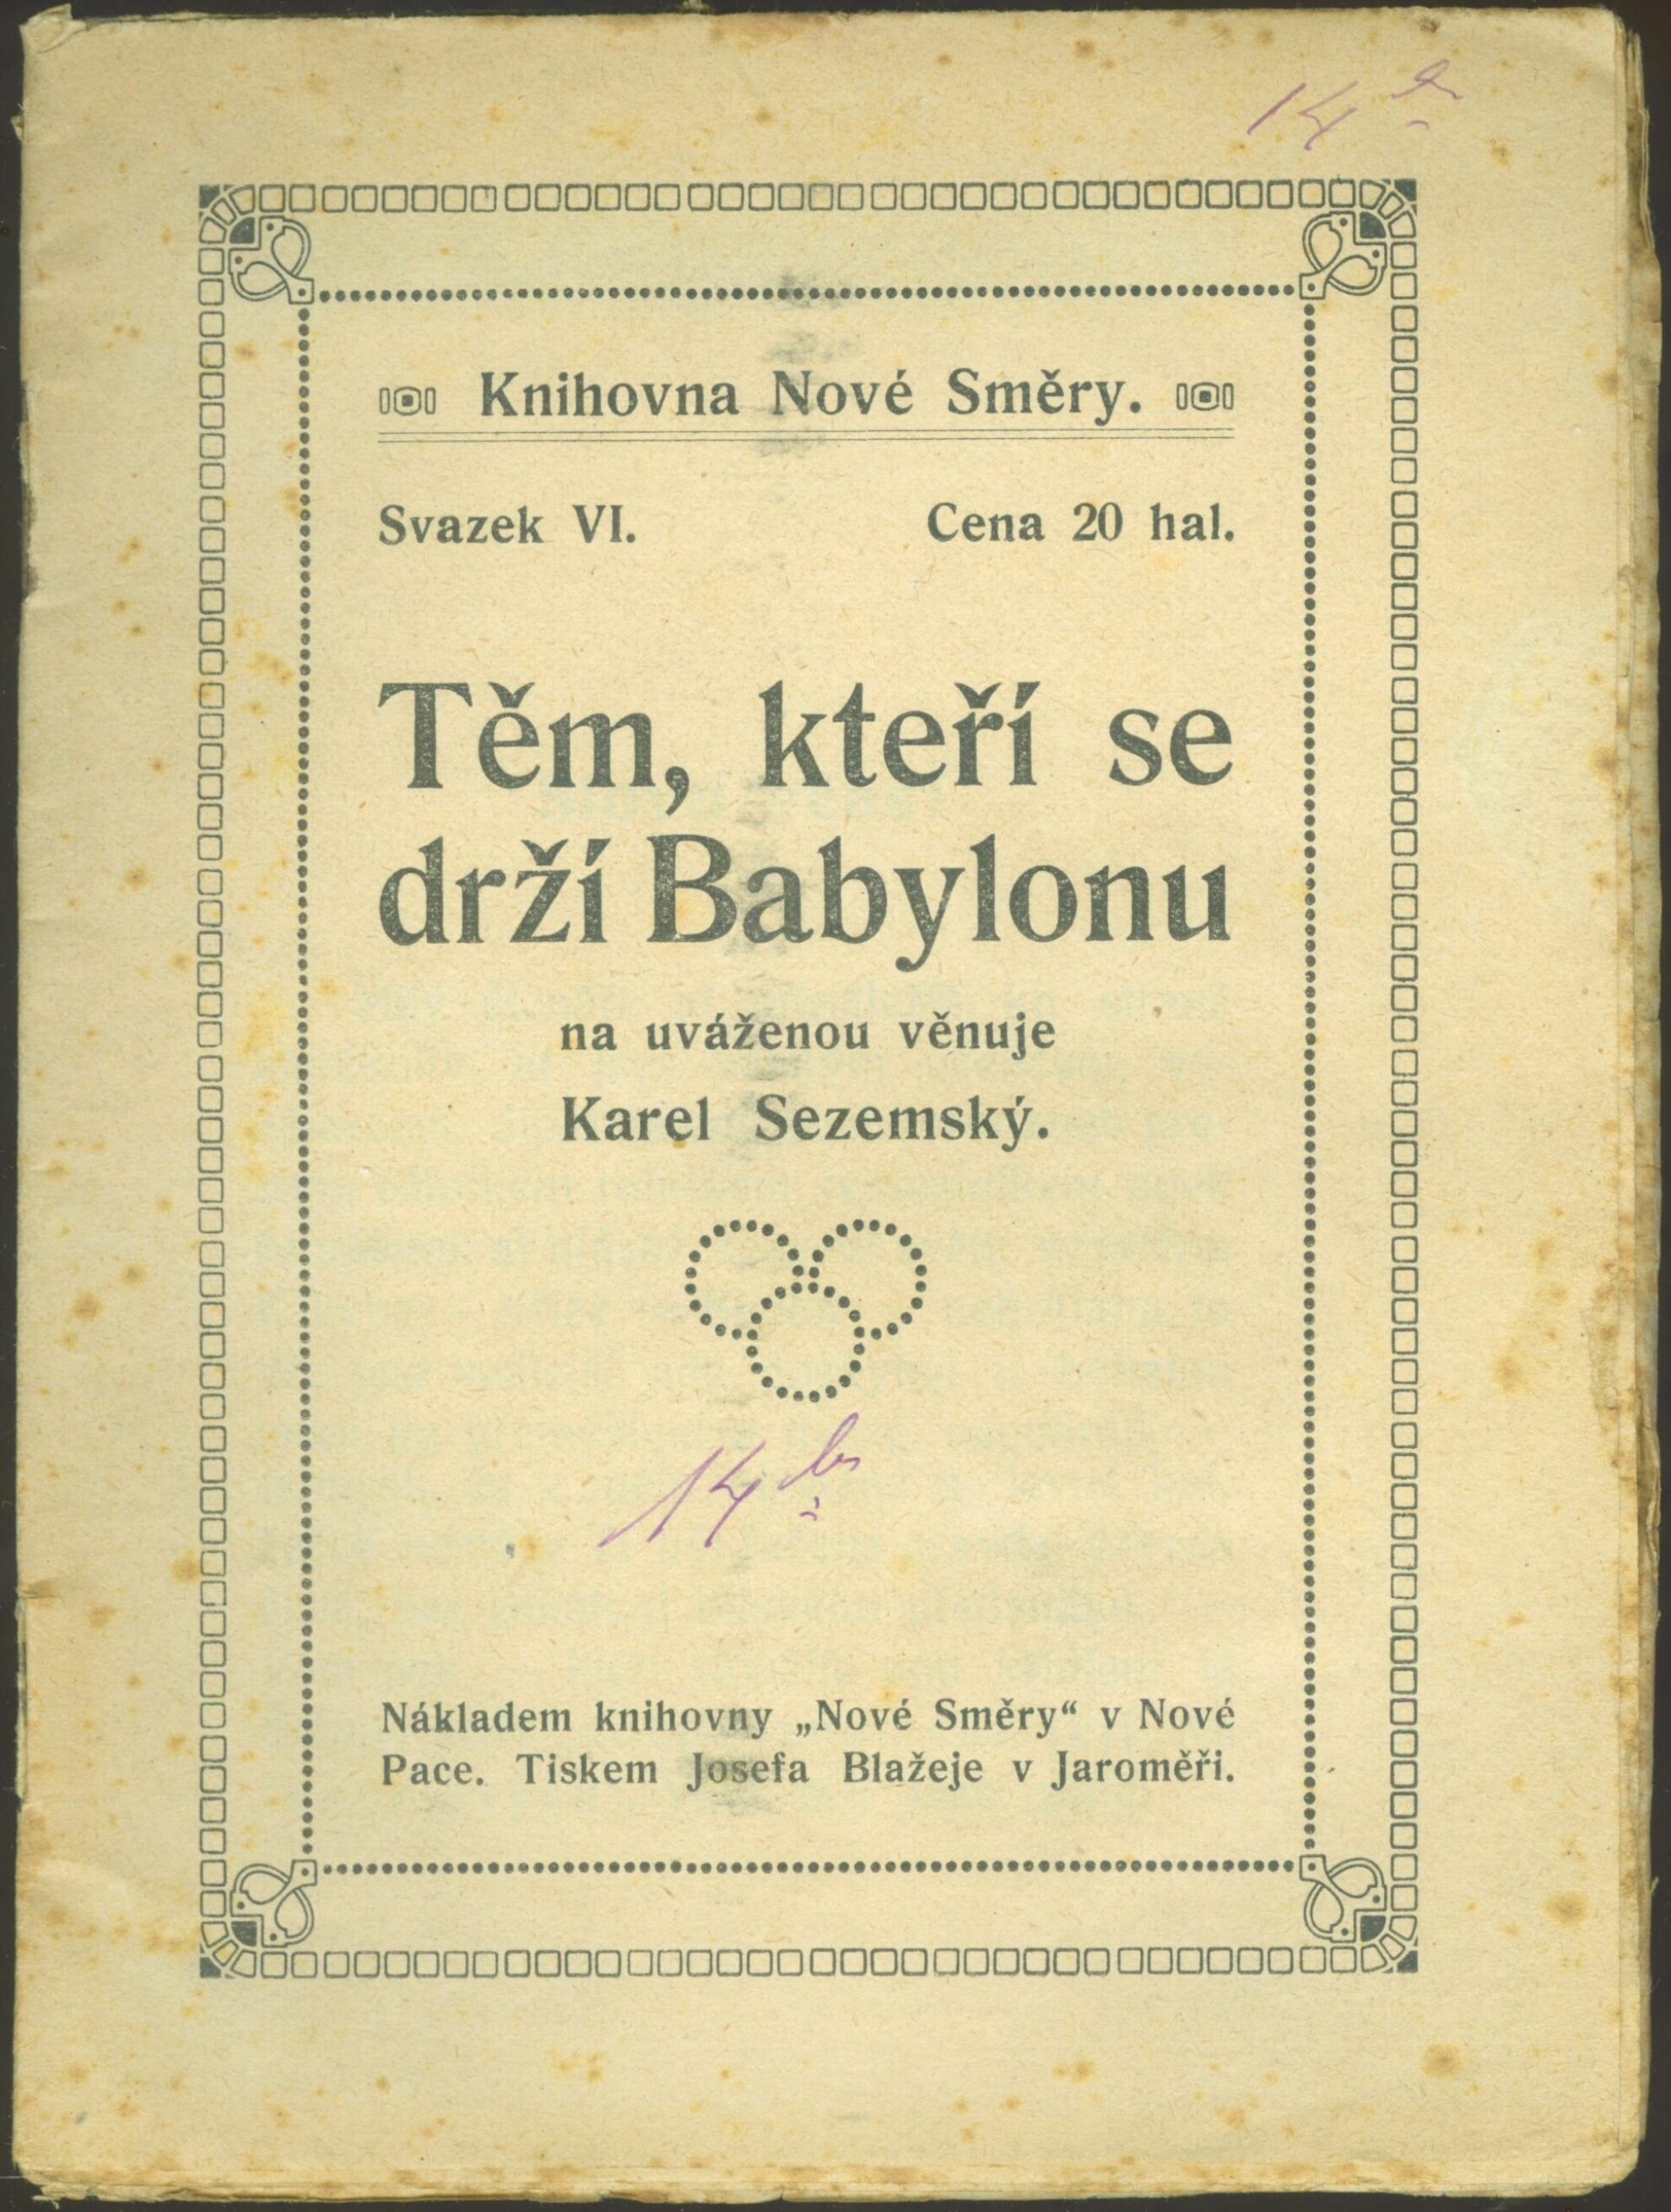 Knihovna Nové Směry.
Svazek VI. Cena 20 hal.
Těm, kteří se
drží Babylonu
na uváženou věnuje
Karel Sezemský.
14
Nákladem knihovny „Nové Směry“ v Nové
Pace. Tiskem Josefa Blažeje v Jaroměři.